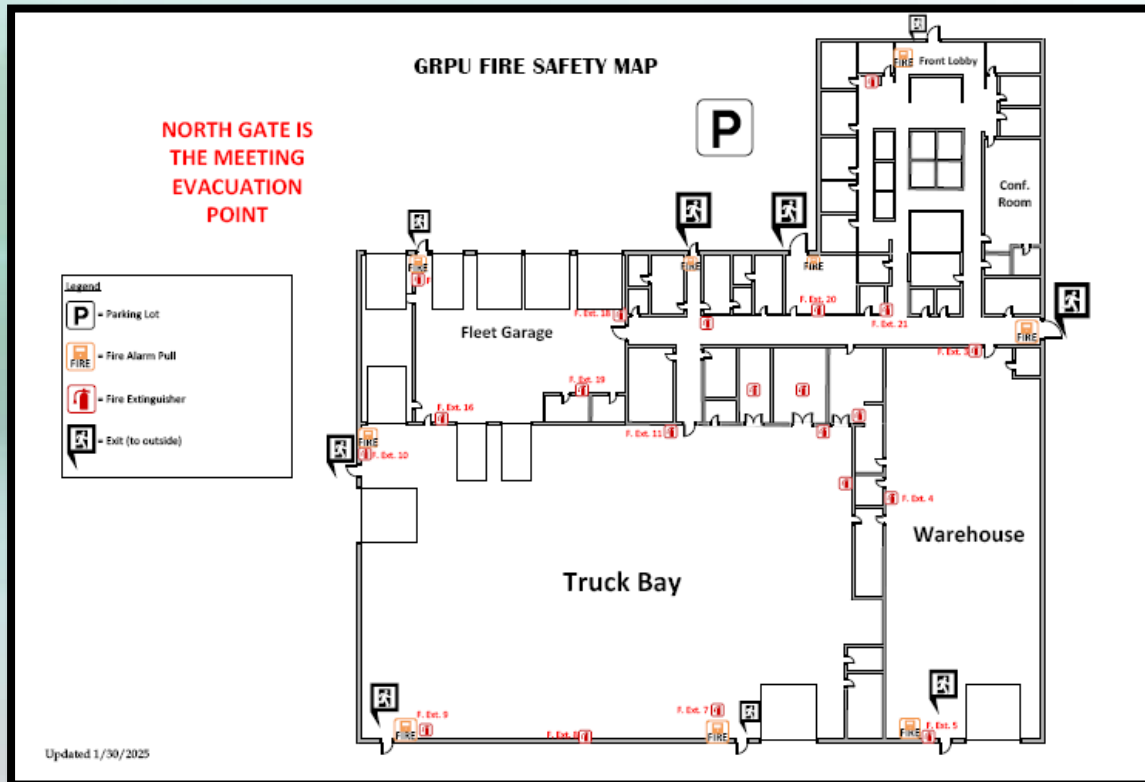 GRPU FIRE SAFETY MAP
NORTH GATE IS
THE MEETING
EVACUATION
POINT
P
FIRE
Front Lobby
Conf.
Room
Legend
P = Parking Lot
FIRE = Fire Alarm Pull
= Fire Extinguisher
= Exit (to outside)
FIRE
FIRE
FIRE
F. Ext. 18
F. Ext. 20
F. Ext. 21
Fleet Garage
FIRE
F. Ext. 19
F. Ext. 16
F. Ext. 11
FIRE
F. Ext. 10
F. Ext. 4
Warehouse
Truck Bay
F. Ext. 9
FIRE
F. Ext. 7
FIRE
F. Ext. 5
FIRE
Updated 1/30/2025